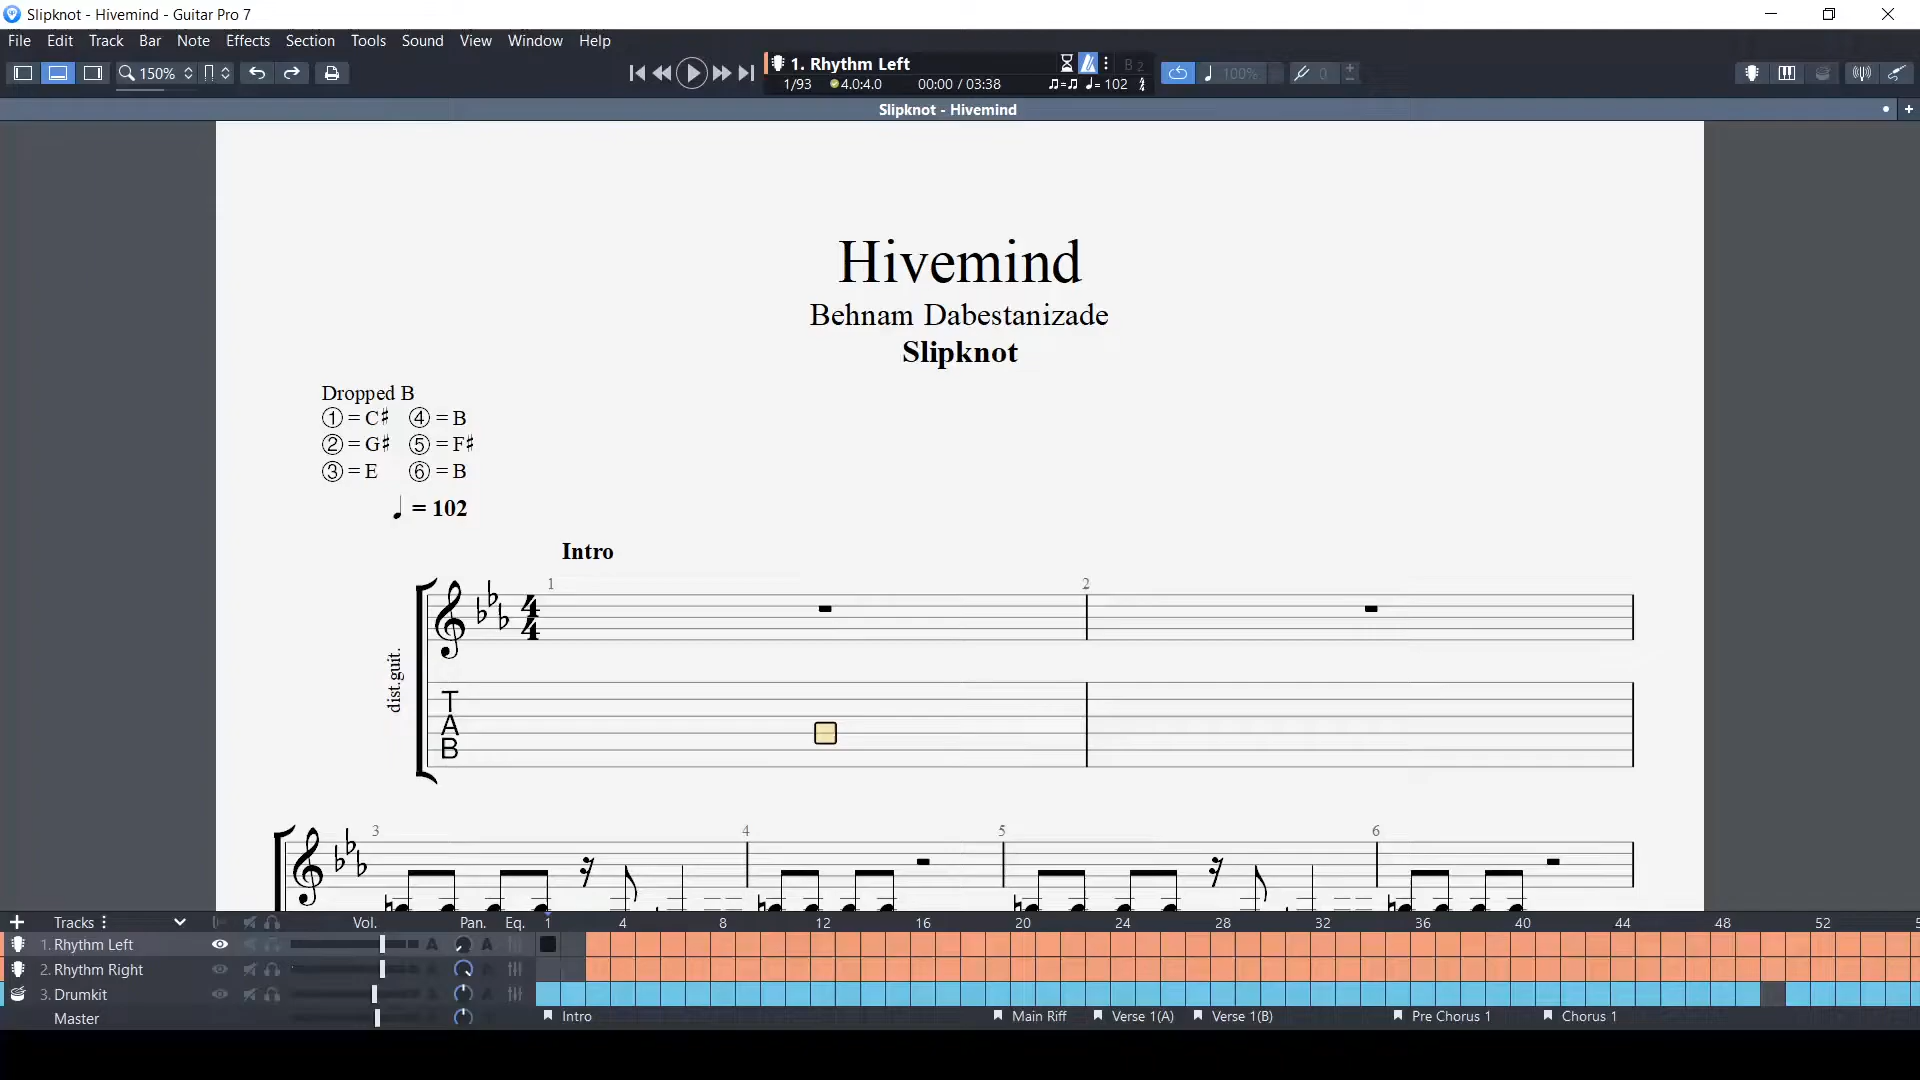 Slipknot - Hivemind - Guitar Pro 7
File Edit Track Bar Note Effects Section Tools Sound View Window Help
150%
1. Rhythm Left
1/93 4.0:4.0 00:00 / 03:38 = 102
B 2
100%
0
Slipknot - Hivemind
Hivemind
Behnam Dabestanizade
Slipknot
Dropped B
① = C♯ ④ = B
② = G♯ ⑤ = F♯
③ = E ⑥ = B
♩ = 102
Intro
1 2
4
4
dist.guit.
T
A
B
3 4 5 6
Tracks Vol. Pan. Eq. 1 4 8 12 16 20 24 28 32 36 40 44 48 52
1. Rhythm Left A A
2. Rhythm Right
3. Drumkit
Master Intro Main Riff Verse 1(A) Verse 1(B) Pre Chorus 1 Chorus 1